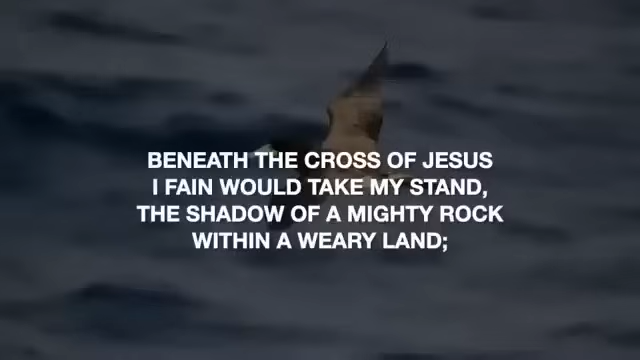 BENEATH THE CROSS OF JESUS
I FAIN WOULD TAKE MY STAND,
THE SHADOW OF A MIGHTY ROCK
WITHIN A WEARY LAND;